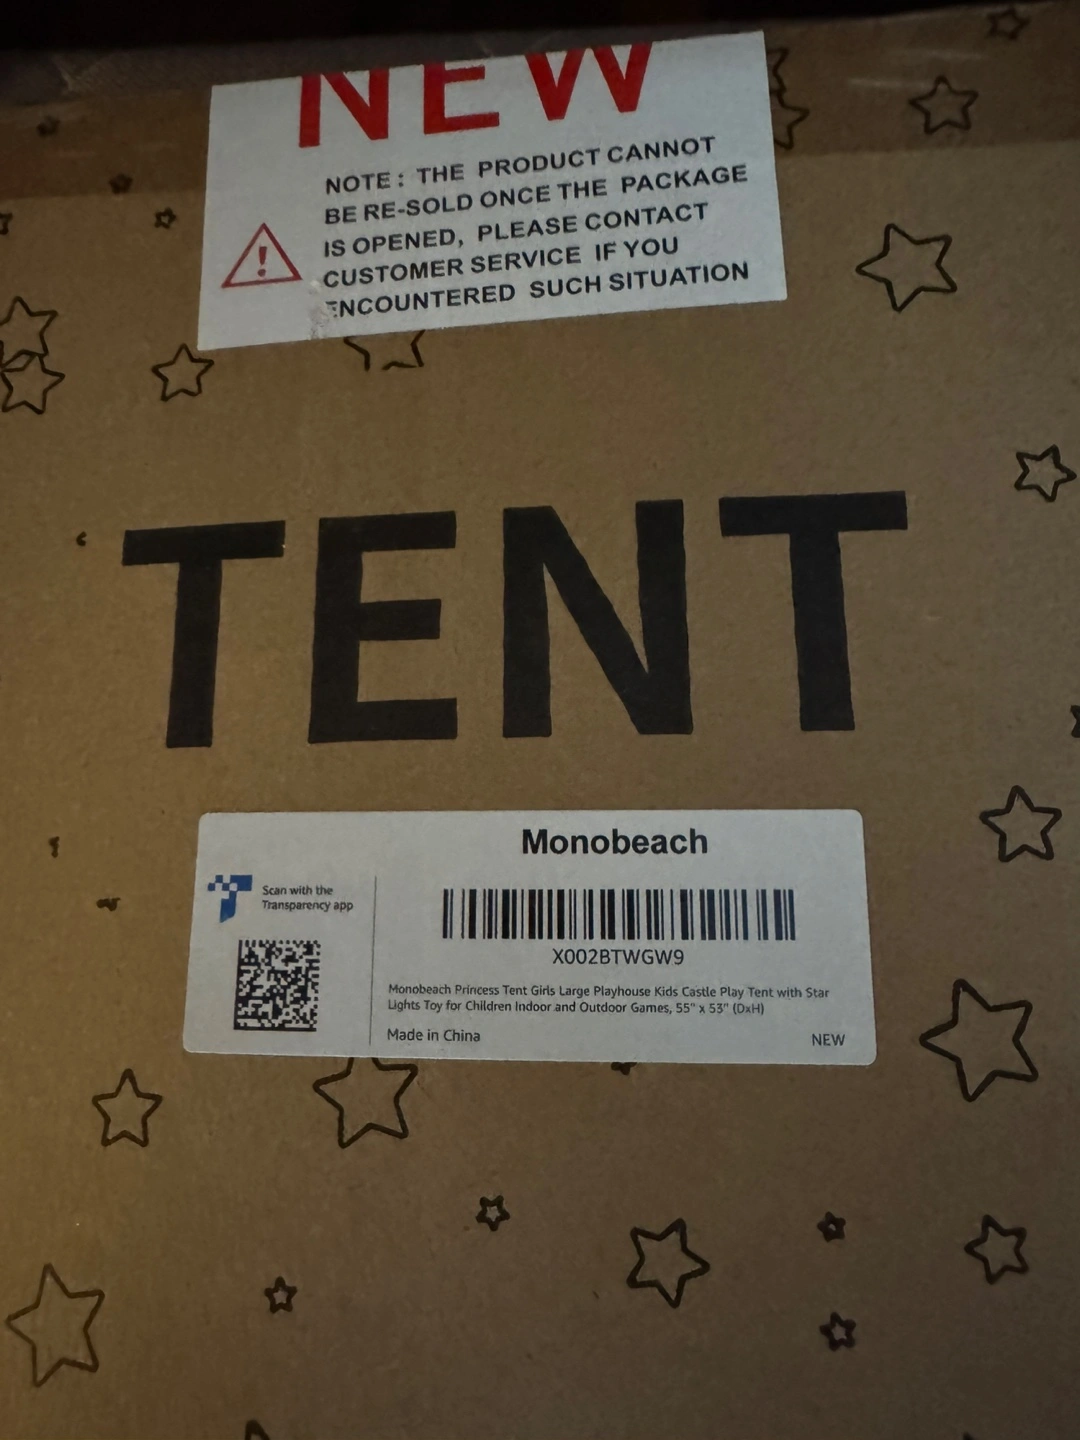 NEW
NOTE: THE PRODUCT CANNOT
BE RE-SOLD ONCE THE PACKAGE
IS OPENED, PLEASE CONTACT
CUSTOMER SERVICE IF YOU
ENCOUNTERED SUCH SITUATION
TENT
Monobeach
Scan with the
Transparency app
X002BTWGW9
Monobeach Princess Tent Girls Large Playhouse Kids Castle Play Tent with Star
Lights Toy for Children Indoor and Outdoor Games, 55" x 53" (DxH)
Made in China
NEW